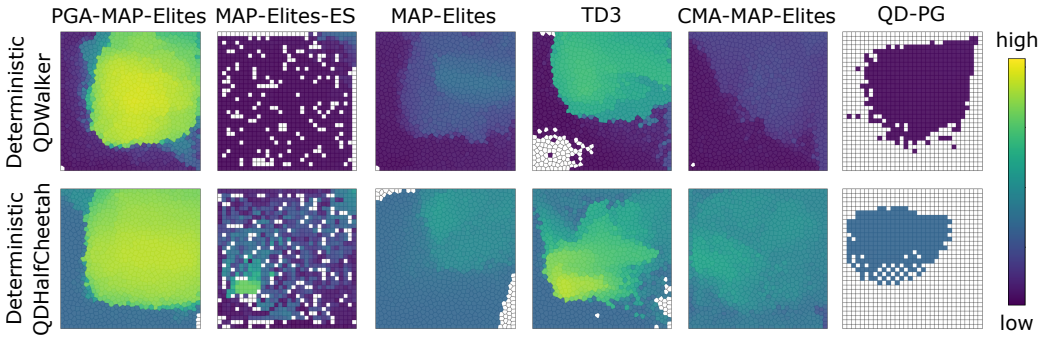 PGA-MAP-Elites MAP-Elites-ES MAP-Elites TD3 CMA-MAP-Elites QD-PG
high
Deterministic
QDWalker
Deterministic
QDHalfCheetah
low